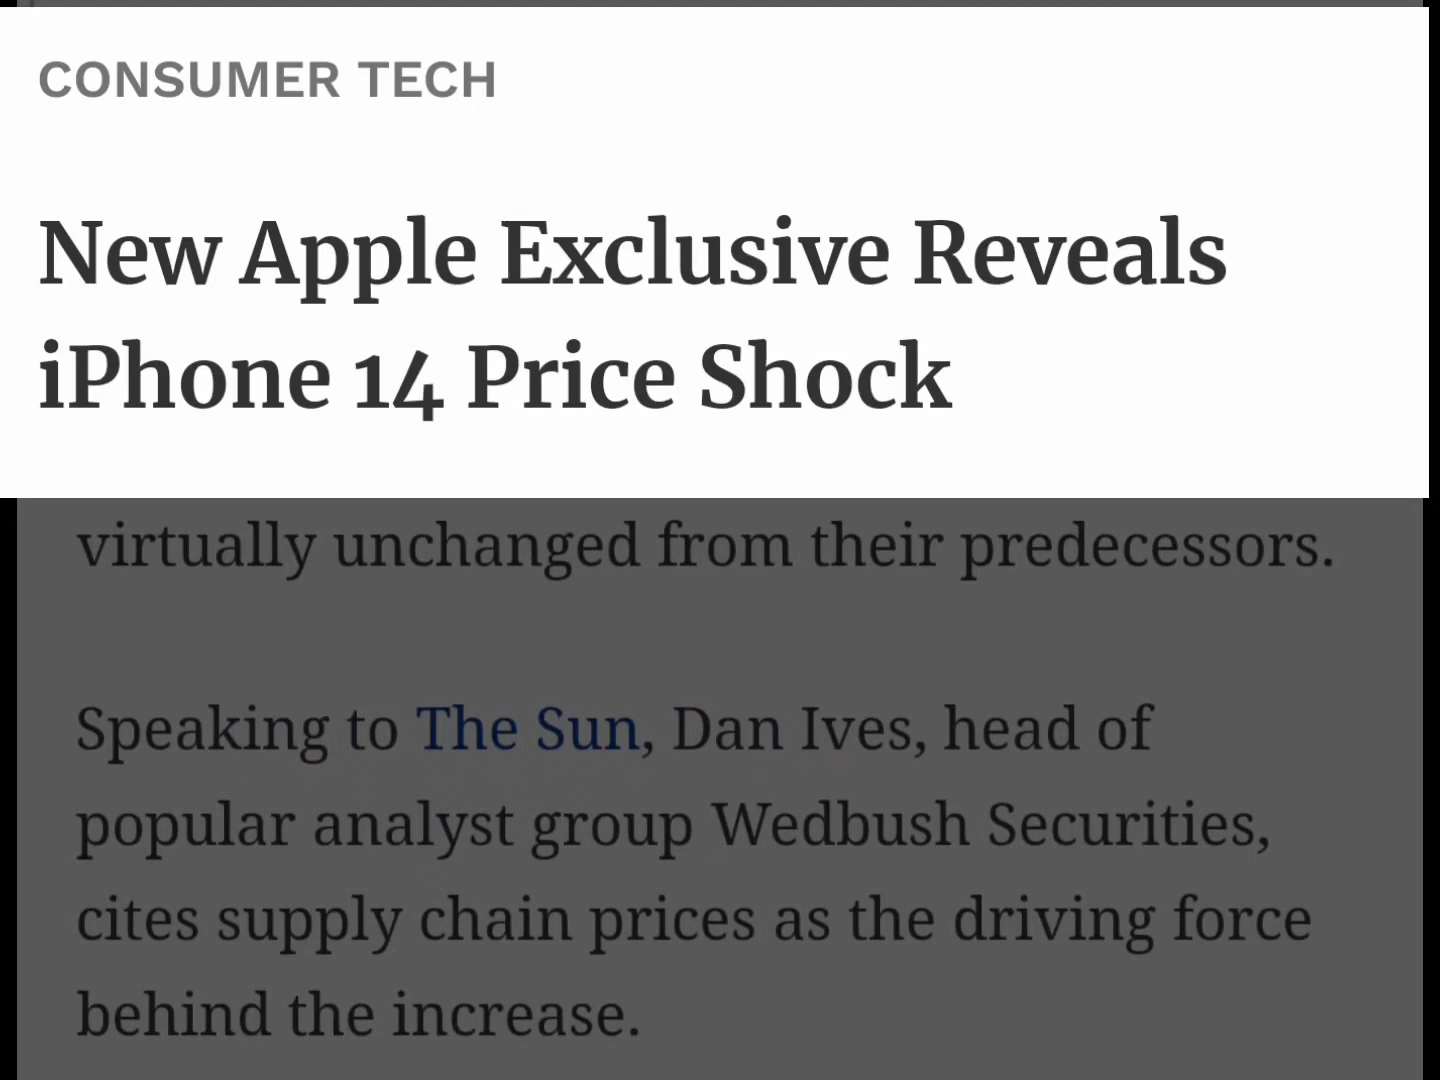 CONSUMER TECH
New Apple Exclusive Reveals
iPhone 14 Price Shock
virtually unchanged from their predecessors.
Speaking to The Sun, Dan Ives, head of
popular analyst group Wedbush Securities,
cites supply chain prices as the driving force
behind the increase.